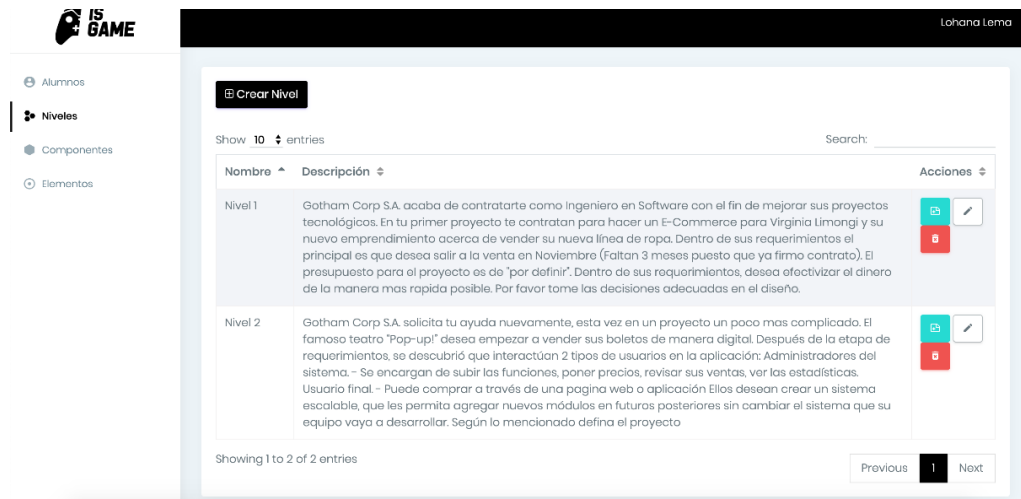 IS
GAME
Lohana Lema
Alumnos
Niveles
Componentes
Elementos
Crear Nivel
Show 10 entries
Search:
Nombre Descripción Acciones
Nivel 1
Gotham Corp S.A. acaba de contratarte como Ingeniero en Software con el fin de mejorar sus proyectos
tecnológicos. En tu primer proyecto te contratan para hacer un E-Commerce para Virginia Limongi y su
nuevo emprendimiento acerca de vender su nueva línea de ropa. Dentro de sus requerimientos el
principal es que desea salir a la venta en Noviembre (Faltan 3 meses puesto que ya firmo contrato). El
presupuesto para el proyecto es de "por definir". Dentro de sus requerimientos, desea efectivizar el dinero
de la manera mas rapida posible. Por favor tome las decisiones adecuadas en el diseño.
Nivel 2
Gotham Corp S.A. solicita tu ayuda nuevamente, esta vez en un proyecto un poco mas complicado. El
famoso teatro "Pop-up!" desea empezar a vender sus boletos de manera digital. Después de la etapa de
requerimientos, se descubrió que interactúan 2 tipos de usuarios en la aplicación: Administradores del
sistema. - Se encargan de subir las funciones, poner precios, revisar sus ventas, ver las estadísticas.
Usuario final. - Puede comprar a través de una pagina web o aplicación Ellos desean crear un sistema
escalable, que les permita agregar nuevos módulos en futuros posteriores sin cambiar el sistema que su
equipo vaya a desarrollar. Según lo mencionado defina el proyecto
Showing 1 to 2 of 2 entries
Previous 1 Next